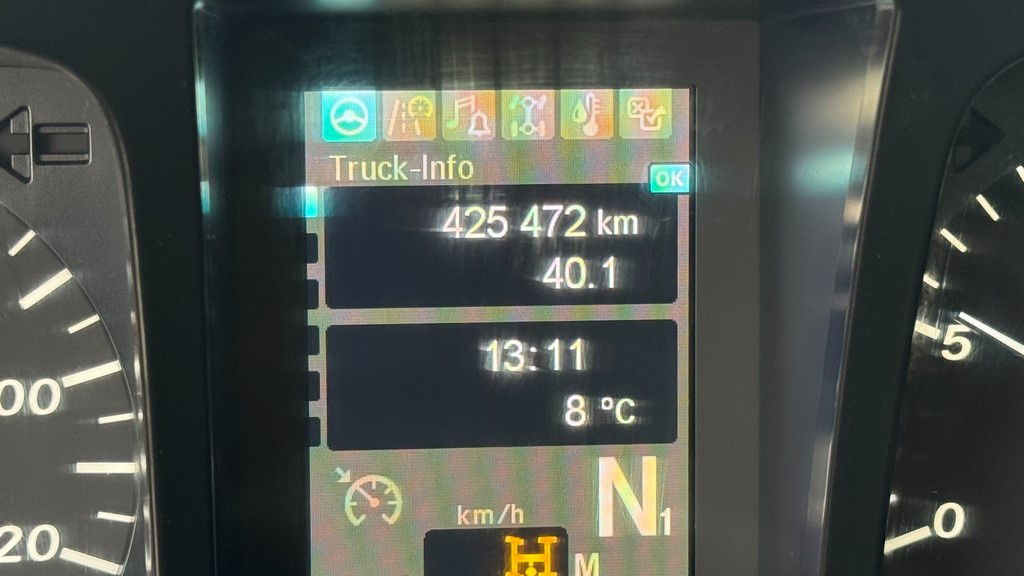 Truck-Info
OK
425 472 km
40.1
13:11
8 °C
N1
km/h
M
00
20
5
0